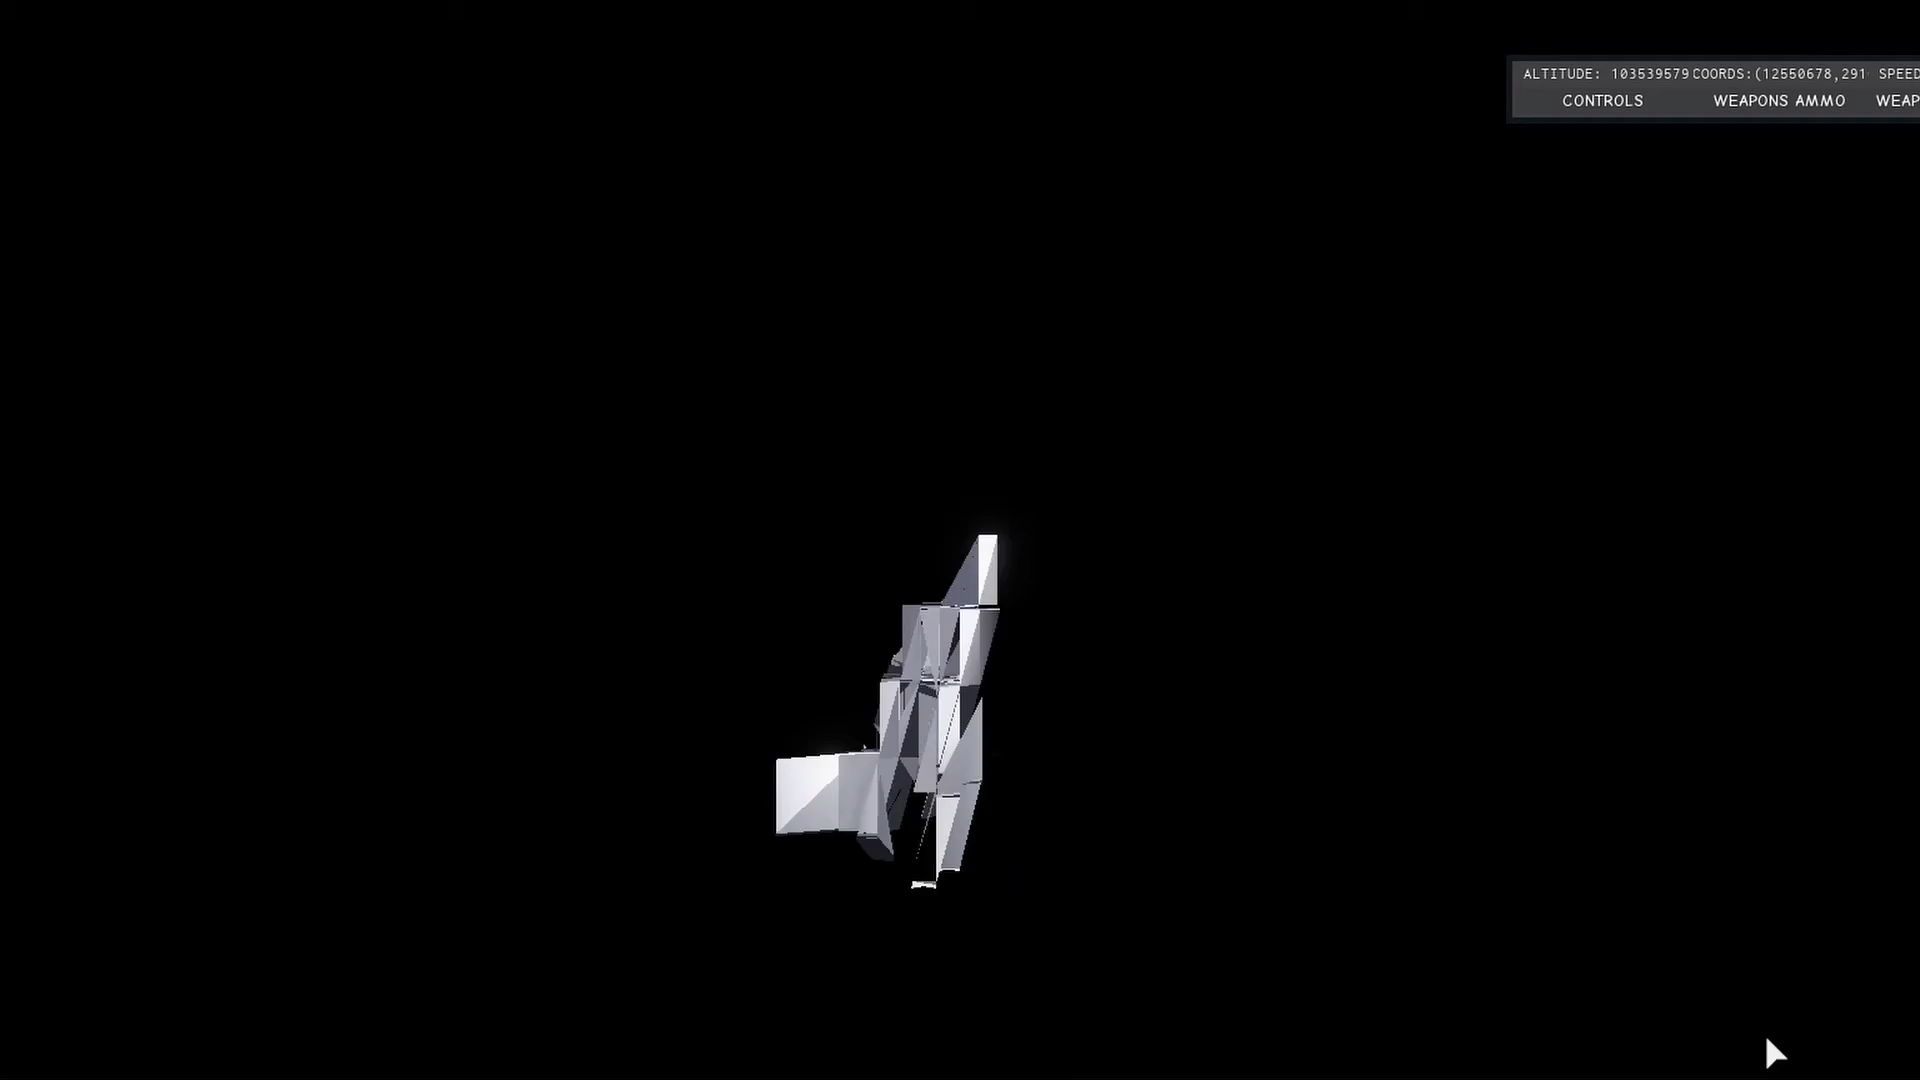 ALTITUDE: 103539579 COORDS:(12550678,291 SPEED
CONTROLS WEAPONS AMMO WEAP